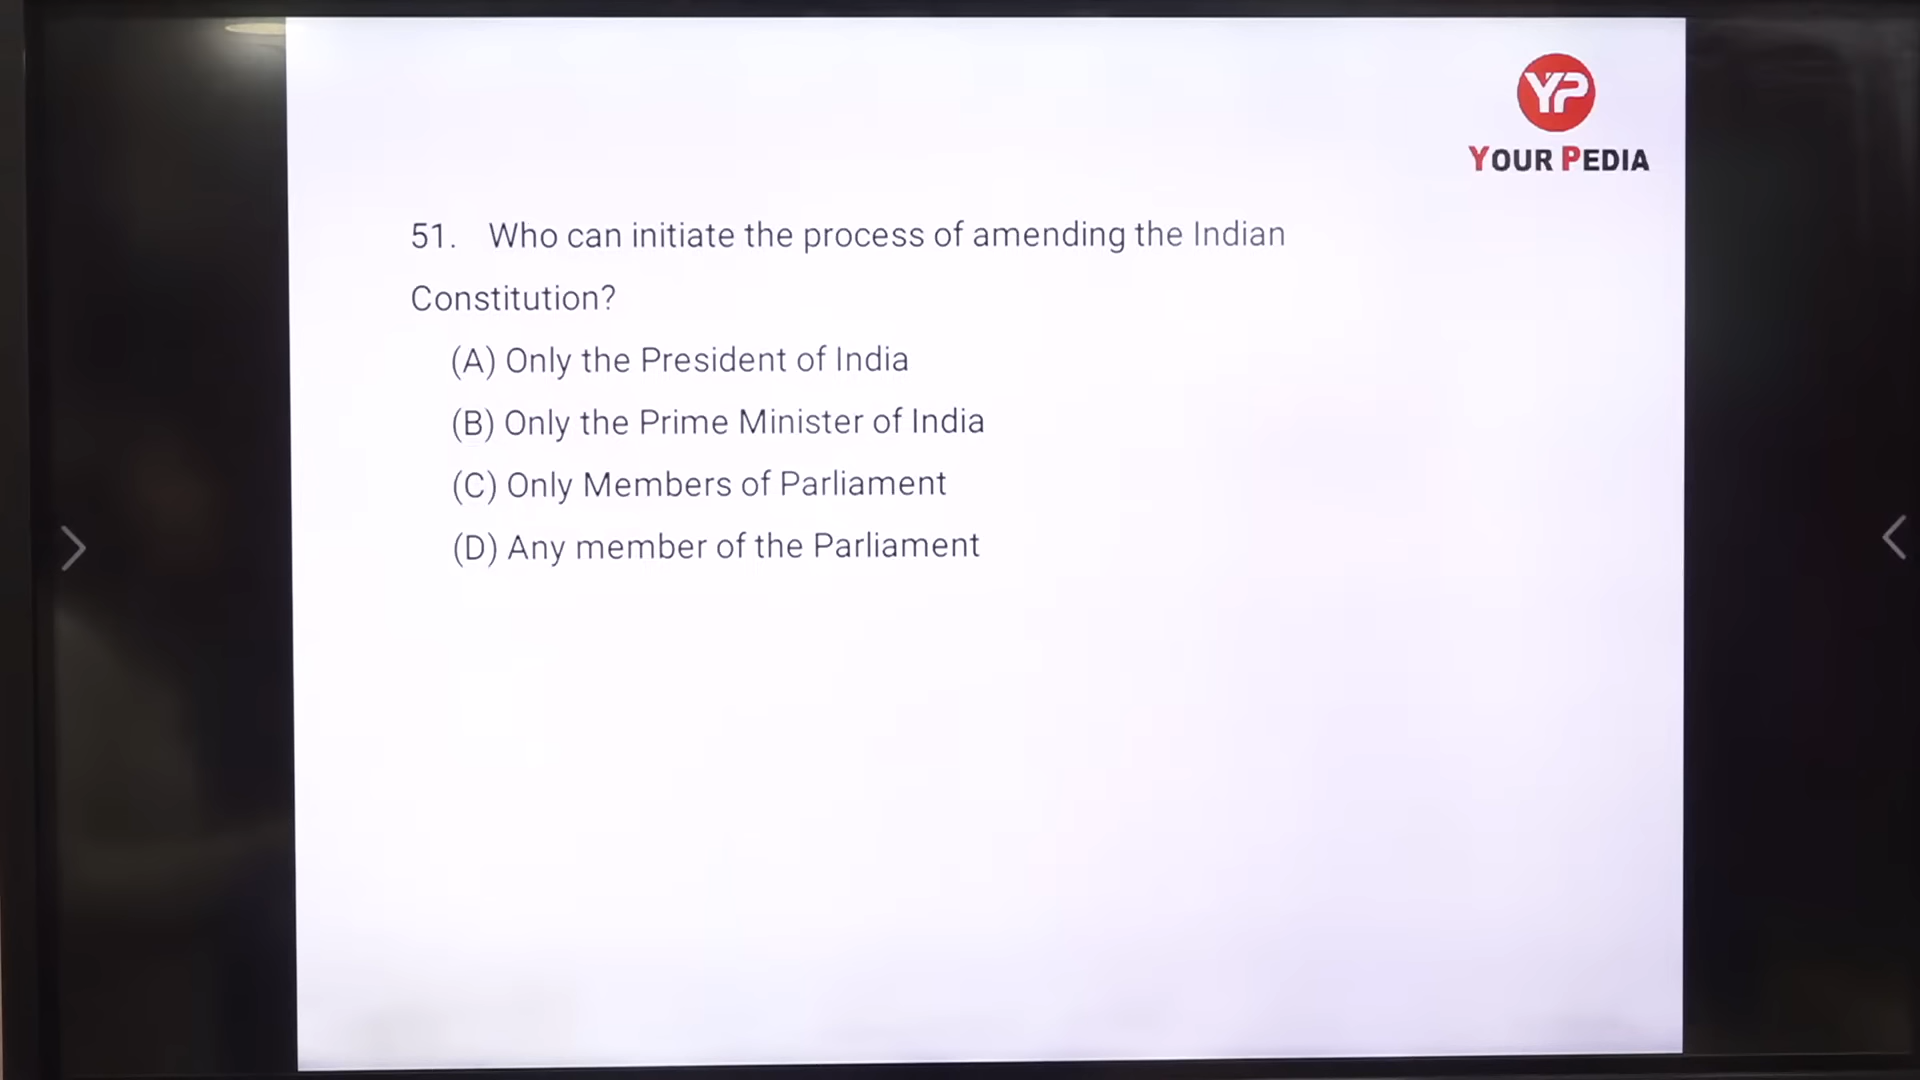 YP
YOUR PEDIA
51. Who can initiate the process of amending the Indian
Constitution?
(A) Only the President of India
(B) Only the Prime Minister of India
(C) Only Members of Parliament
(D) Any member of the Parliament